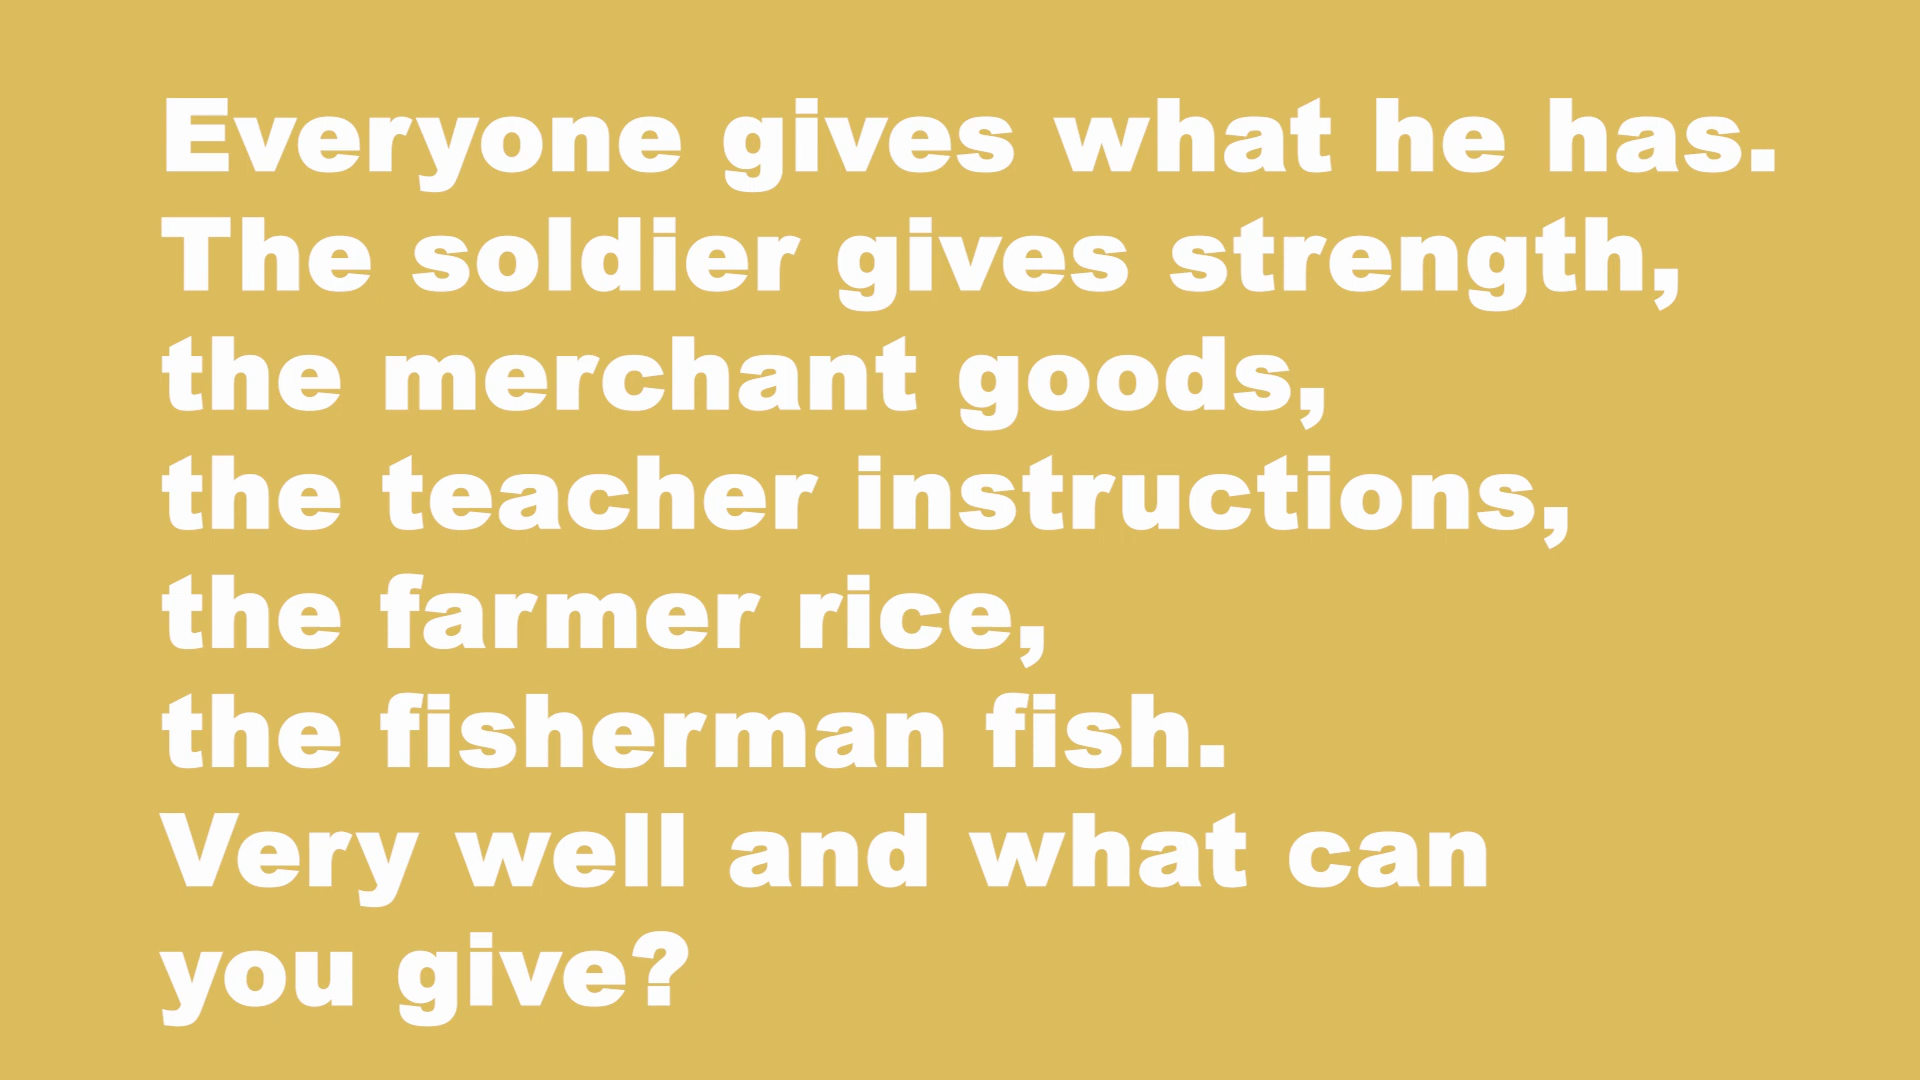 Everyone gives what he has.
The soldier gives strength,
the merchant goods,
the teacher instructions,
the farmer rice,
the fisherman fish.
Very well and what can
you give?